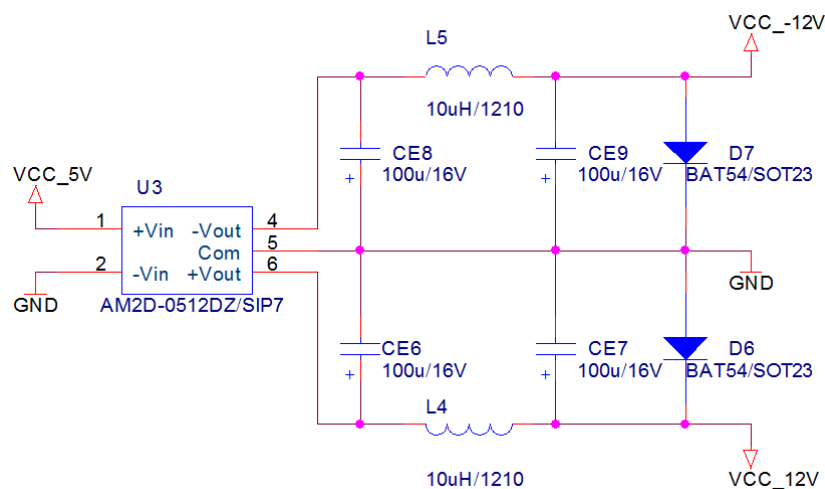 VCC_-12V
L5
10uH/1210
CE8
100u/16V
+
CE9
100u/16V
+
D7
BAT54/SOT23
VCC_5V
U3
1
+Vin
-Vout
4
Com
5
2
-Vin
+Vout
6
GND
AM2D-0512DZ/SIP7
GND
CE6
100u/16V
+
CE7
100u/16V
+
D6
BAT54/SOT23
L4
10uH/1210
VCC_12V